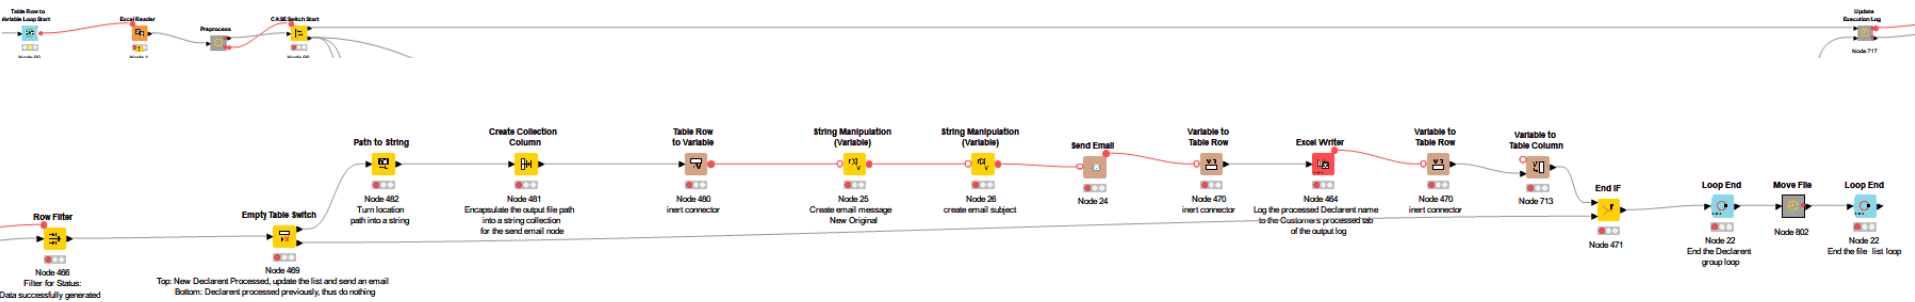 Table Row to
Variable Loop Start
Excel Reader
Preprocess
CASE Switch Start
Update
Execution Log
Node 717
Path to String
Node 482
Turn location
path into a string
Create Collection
Column
Node 481
Encapsulate the output file path
into a string collection
for the send email node
Table Row
to Variable
Node 480
inert connector
String Manipulation
(Variable)
Node 25
Create email message
New Original
String Manipulation
(Variable)
Node 26
create email subject
Send Email
Node 24
Variable to
Table Row
Node 470
inert connector
Excel Writer
Node 464
Log the processed Declarent name
to the Customers processed tab
of the output log
Variable to
Table Row
Node 470
inert connector
Variable to
Table Column
Node 713
End IF
Node 471
Loop End
Node 22
End the Declarent
group loop
Move File
Node 802
Loop End
Node 22
End the file list loop
Row Filter
Node 466
Filter for Status:
Data successfully generated
Empty Table Switch
Node 469
Top: New Declarent Processed, update the list and send an email
Bottom: Declarent processed previously, thus do nothing